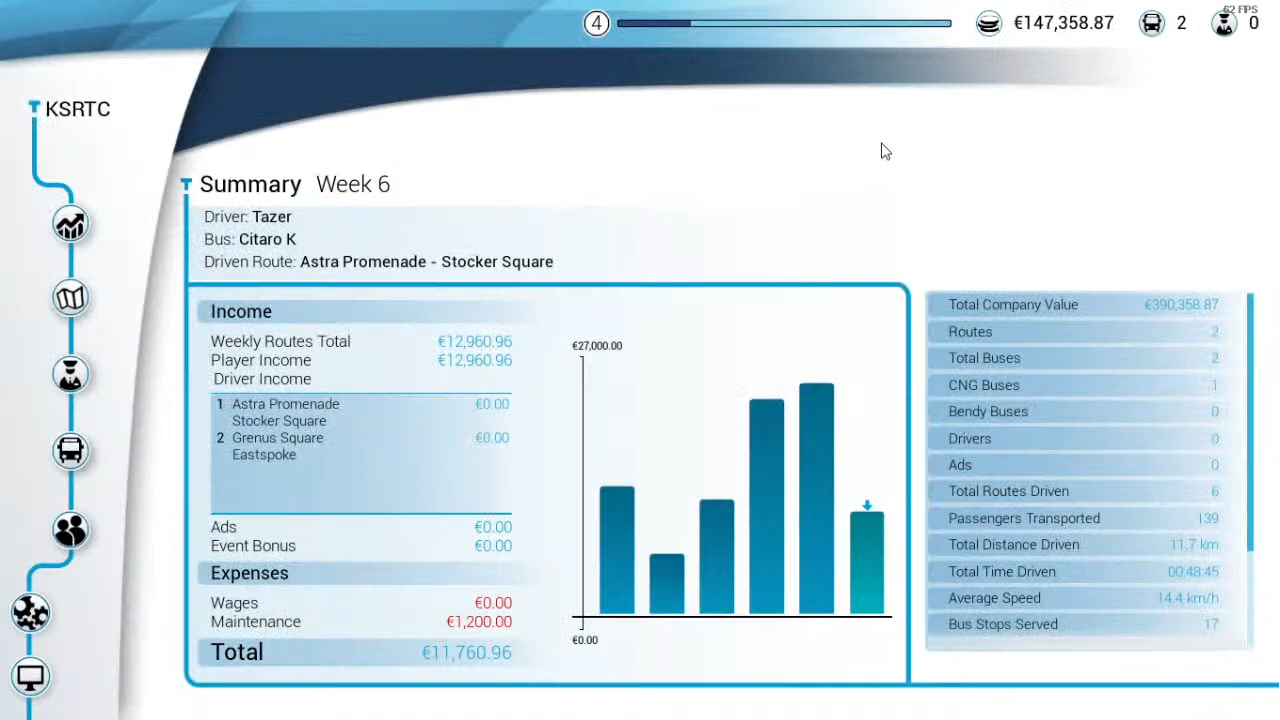 62 FPS
4
€147,358.87
2
0
KSRTC
Summary Week 6
Driver: Tazer
Bus: Citaro K
Driven Route: Astra Promenade - Stocker Square
Income
Weekly Routes Total €12,960.96
Player Income €12,960.96
Driver Income
1 Astra Promenade €0.00
Stocker Square
2 Grenus Square €0.00
Eastspoke
Ads €0.00
Event Bonus €0.00
Expenses
Wages €0.00
Maintenance €1,200.00
Total €11,760.96
€27,000.00
€0.00
Total Company Value €390,358.87
Routes 2
Total Buses 2
CNG Buses 1
Bendy Buses 0
Drivers 0
Ads 0
Total Routes Driven 6
Passengers Transported 139
Total Distance Driven 11.7 km
Total Time Driven 00:48:45
Average Speed 14.4 km/h
Bus Stops Served 17